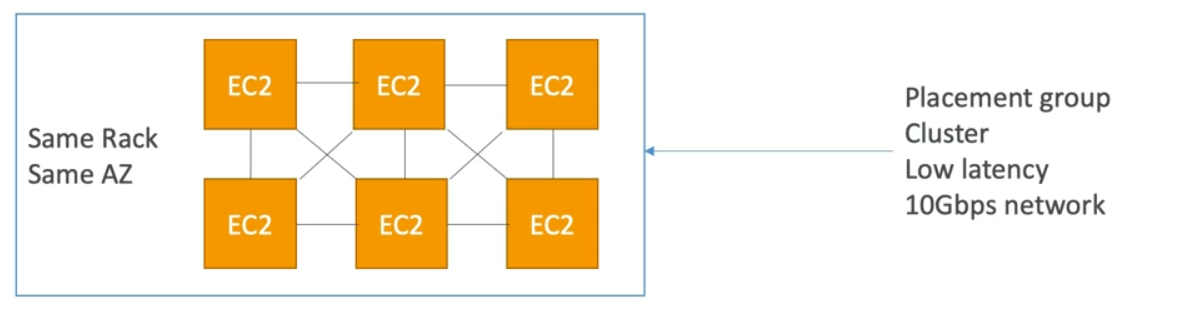 EC2
EC2
EC2
Same Rack
Same AZ
EC2
EC2
EC2
Placement group
Cluster
Low latency
10Gbps network